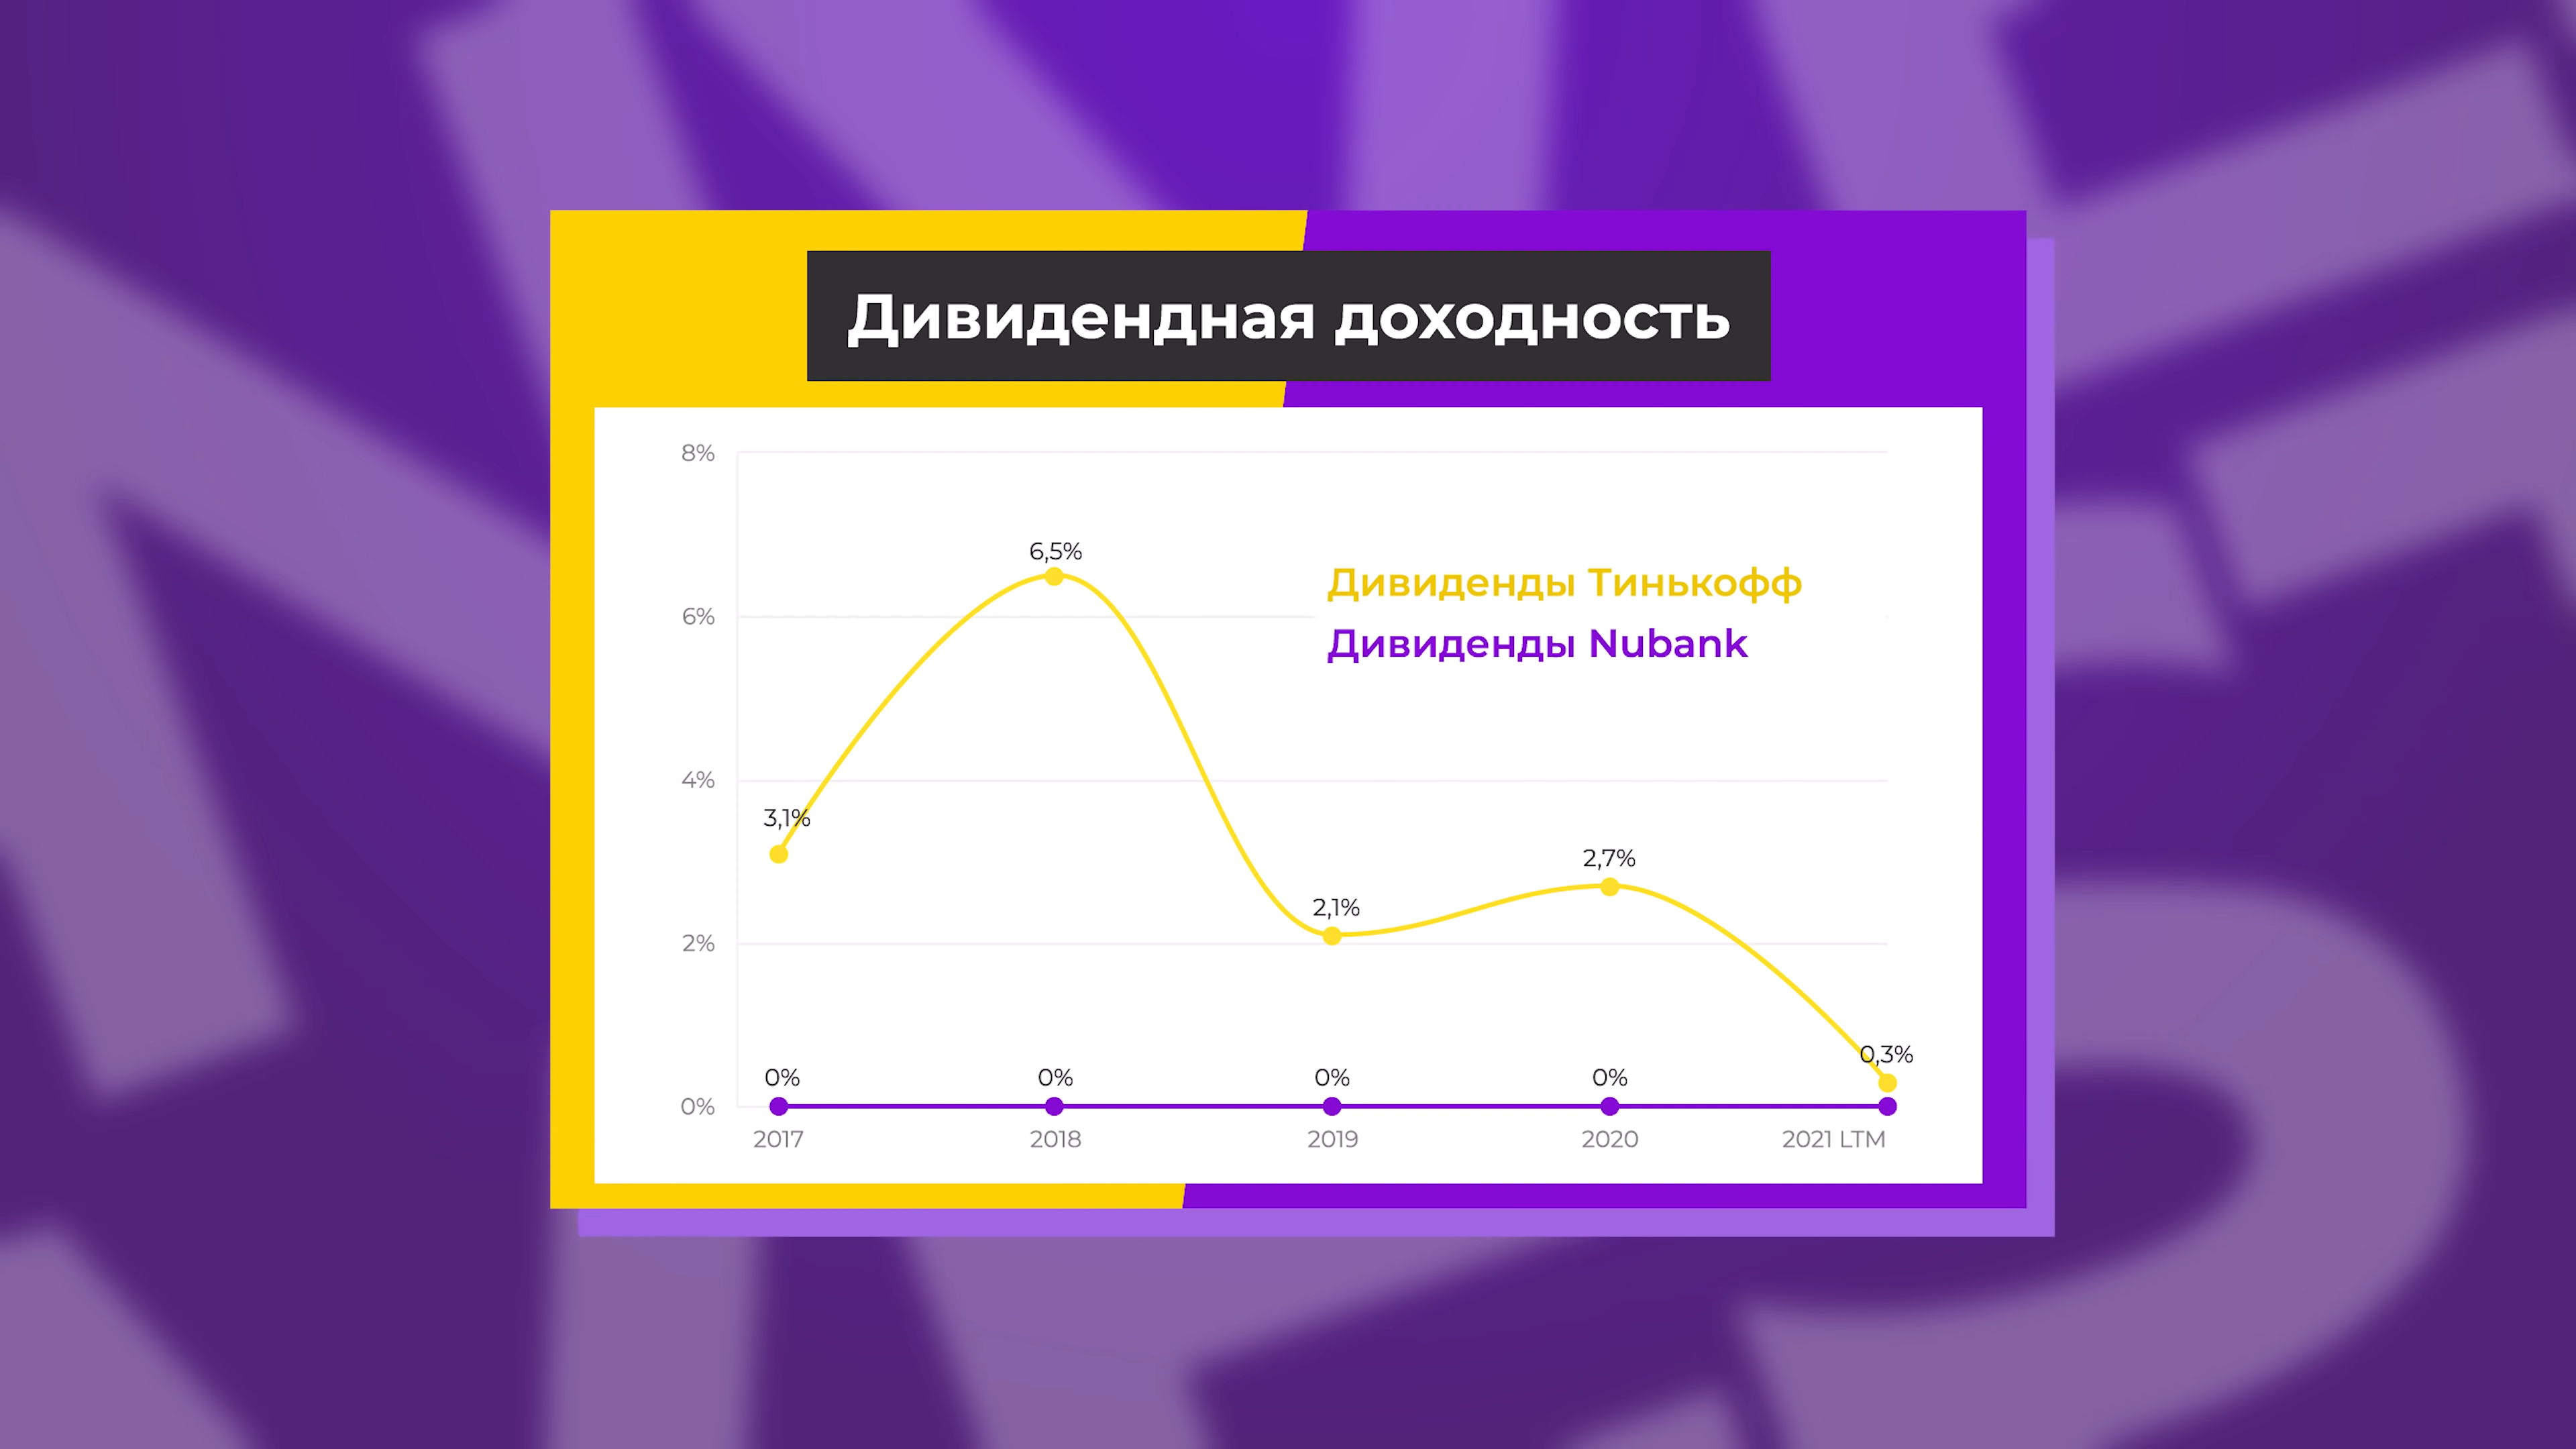 Дивидендная доходность
8%
6,5%
Дивиденды Тинькофф
6%
Дивиденды Nubank
4%
3,1%
2,7%
2,1%
2%
0,3%
0% 0% 0% 0%
0%
2017 2018 2019 2020 2021 LTM